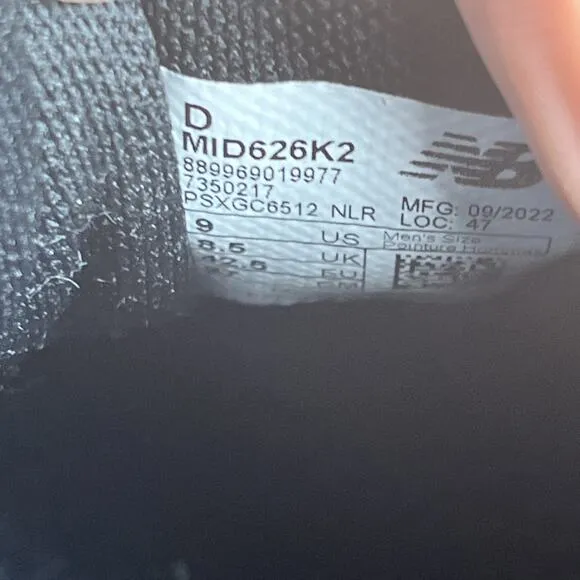 D
MID626K2
889969019977
7350217
PSXGC6512 NLR
NB
MFG: 09/2022
LOC: 47
9 US
8.5 UK
42.5 EU
Men's Size
Pointure